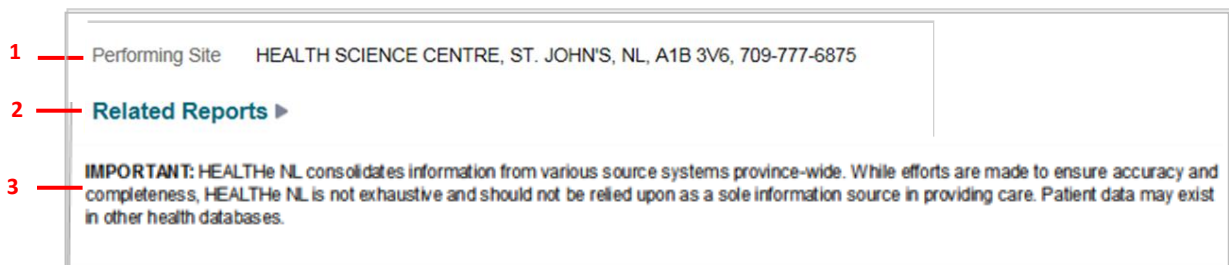 1 Performing Site HEALTH SCIENCE CENTRE, ST. JOHN'S, NL, A1B 3V6, 709-777-6875
2 Related Reports ▶
IMPORTANT: HEALTHe NL consolidates information from various source systems province-wide. While efforts are made to ensure accuracy and
3 completeness, HEALTHe NL is not exhaustive and should not be relied upon as a sole information source in providing care. Patient data may exist
in other health databases.